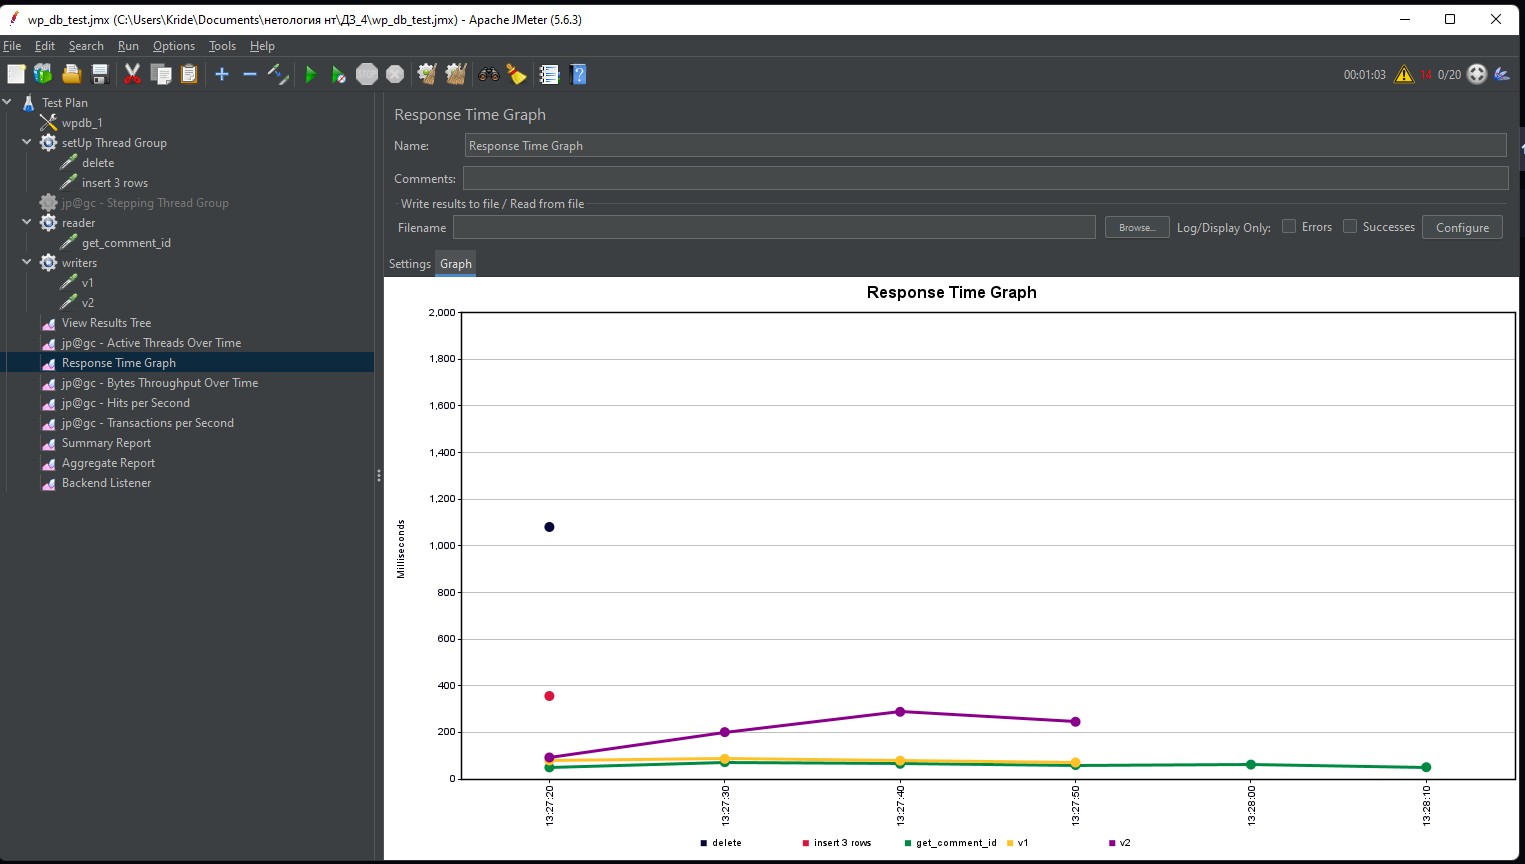 wp_db_test.jmx (C:\Users\Kride\Documents\нетология нт\ДЗ_4\wp_db_test.jmx) - Apache JMeter (5.6.3)
File Edit Search Run Options Tools Help
STOP 00:01:03 14 0/20
Test Plan
wpdb_1
setUp Thread Group
delete
insert 3 rows
jp@gc - Stepping Thread Group
reader
get_comment_id
writers
v1
v2
View Results Tree
jp@gc - Active Threads Over Time
Response Time Graph
jp@gc - Bytes Throughput Over Time
jp@gc - Hits per Second
jp@gc - Transactions per Second
Summary Report
Aggregate Report
Backend Listener
Response Time Graph
Name: Response Time Graph
Comments:
Write results to file / Read from file
Filename Browse... Log/Display Only: Errors Successes Configure
Settings Graph
Response Time Graph
2,000
1,800
1,600
1,400
1,200
1,000
800
600
400
200
0
Milliseconds
13:27:20 13:27:30 13:27:40 13:27:50 13:28:00 13:28:10
delete insert 3 rows get_comment_id v1 v2